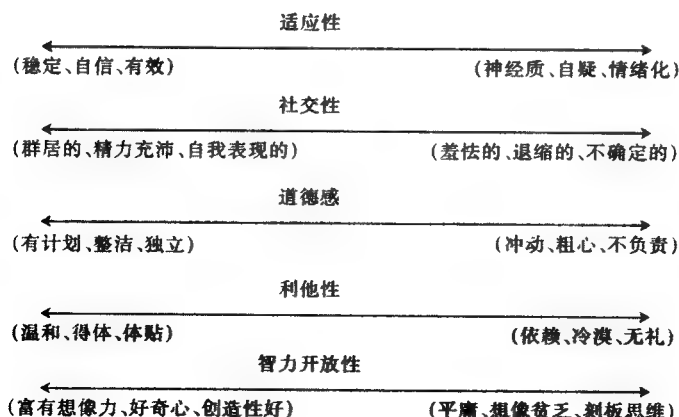 适应性
(稳定、自信、有效) (神经质、自疑、情绪化)
社交性
(群居的、精力充沛、自我表现的) (羞怯的、退缩的、不确定的)
道德感
(有计划、整洁、独立) (冲动、粗心、不负责)
利他性
(温和、得体、体贴) (依赖、冷漠、无礼)
智力开放性
(富有想像力、好奇心、创造性好) (平庸、想像贫乏、刻板思维)